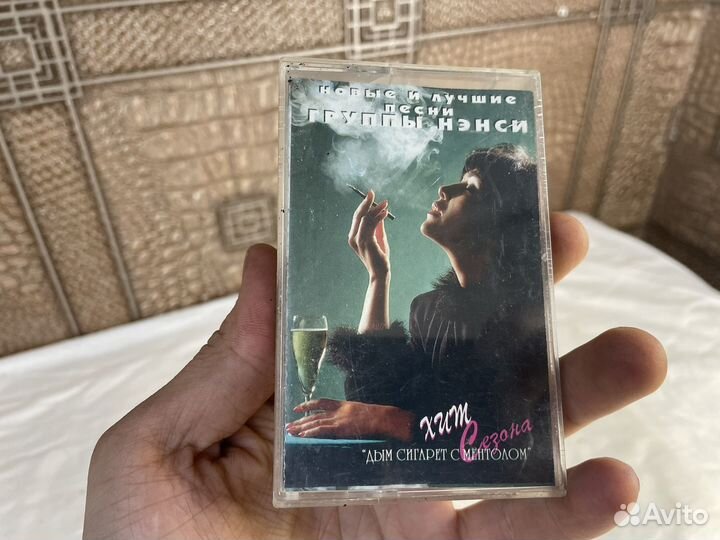 НОВЫЕ И ЛУЧШИЕ
ПЕСНИ
ГРУППЫ НЭНСИ
ХИТ
Сезона
"ДЫМ СИГАРЕТ С МЕНТОЛОМ"
Avito